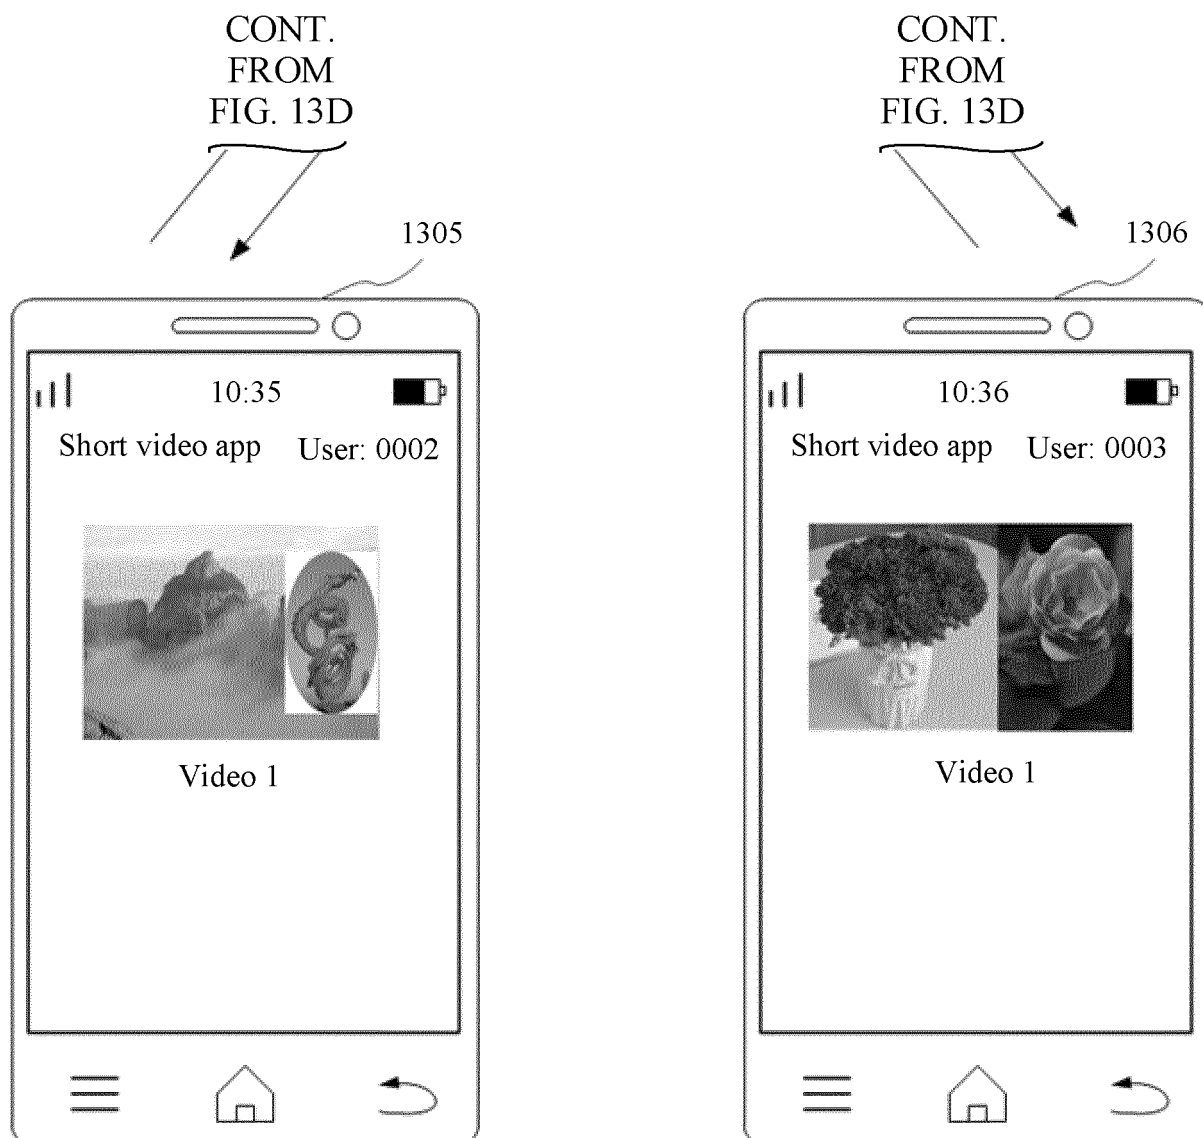 CONT.
FROM
FIG. 13D
1305
10:35
Short video app
User: 0002
Video 1
CONT.
FROM
FIG. 13D
1306
10:36
Short video app
User: 0003
Video 1